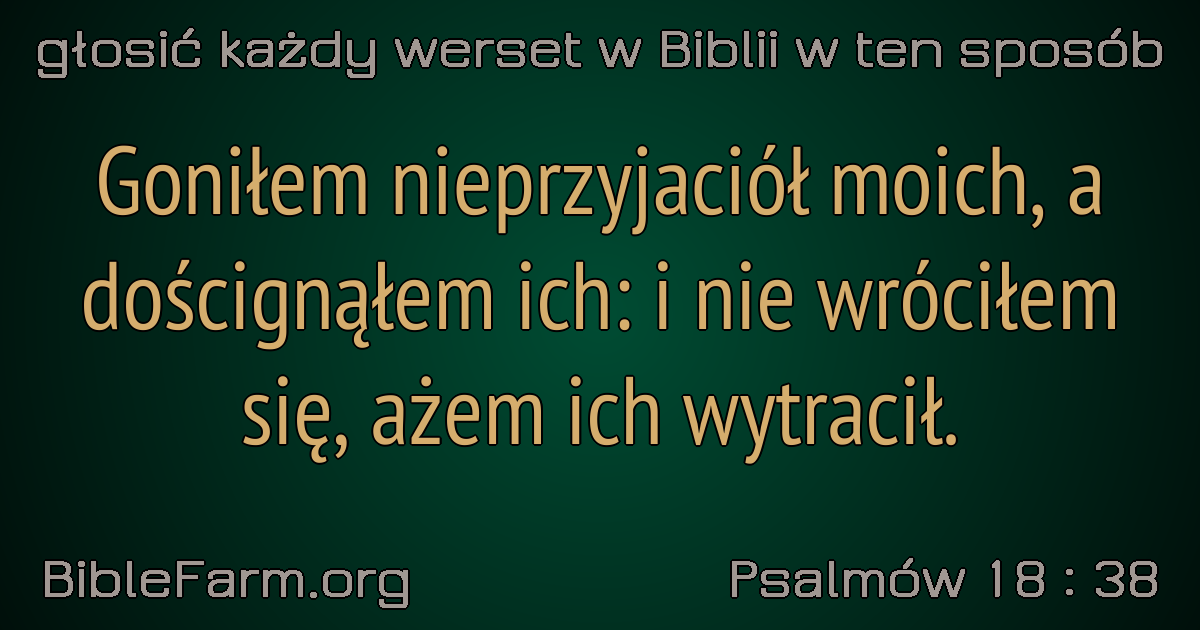 głosić każdy werset w Biblii w ten sposób
Goniłem nieprzyjaciół moich, a
doścignąłem ich: i nie wróciłem
się, ażem ich wytracił.
BibleFarm.org
Psalmów 18 : 38